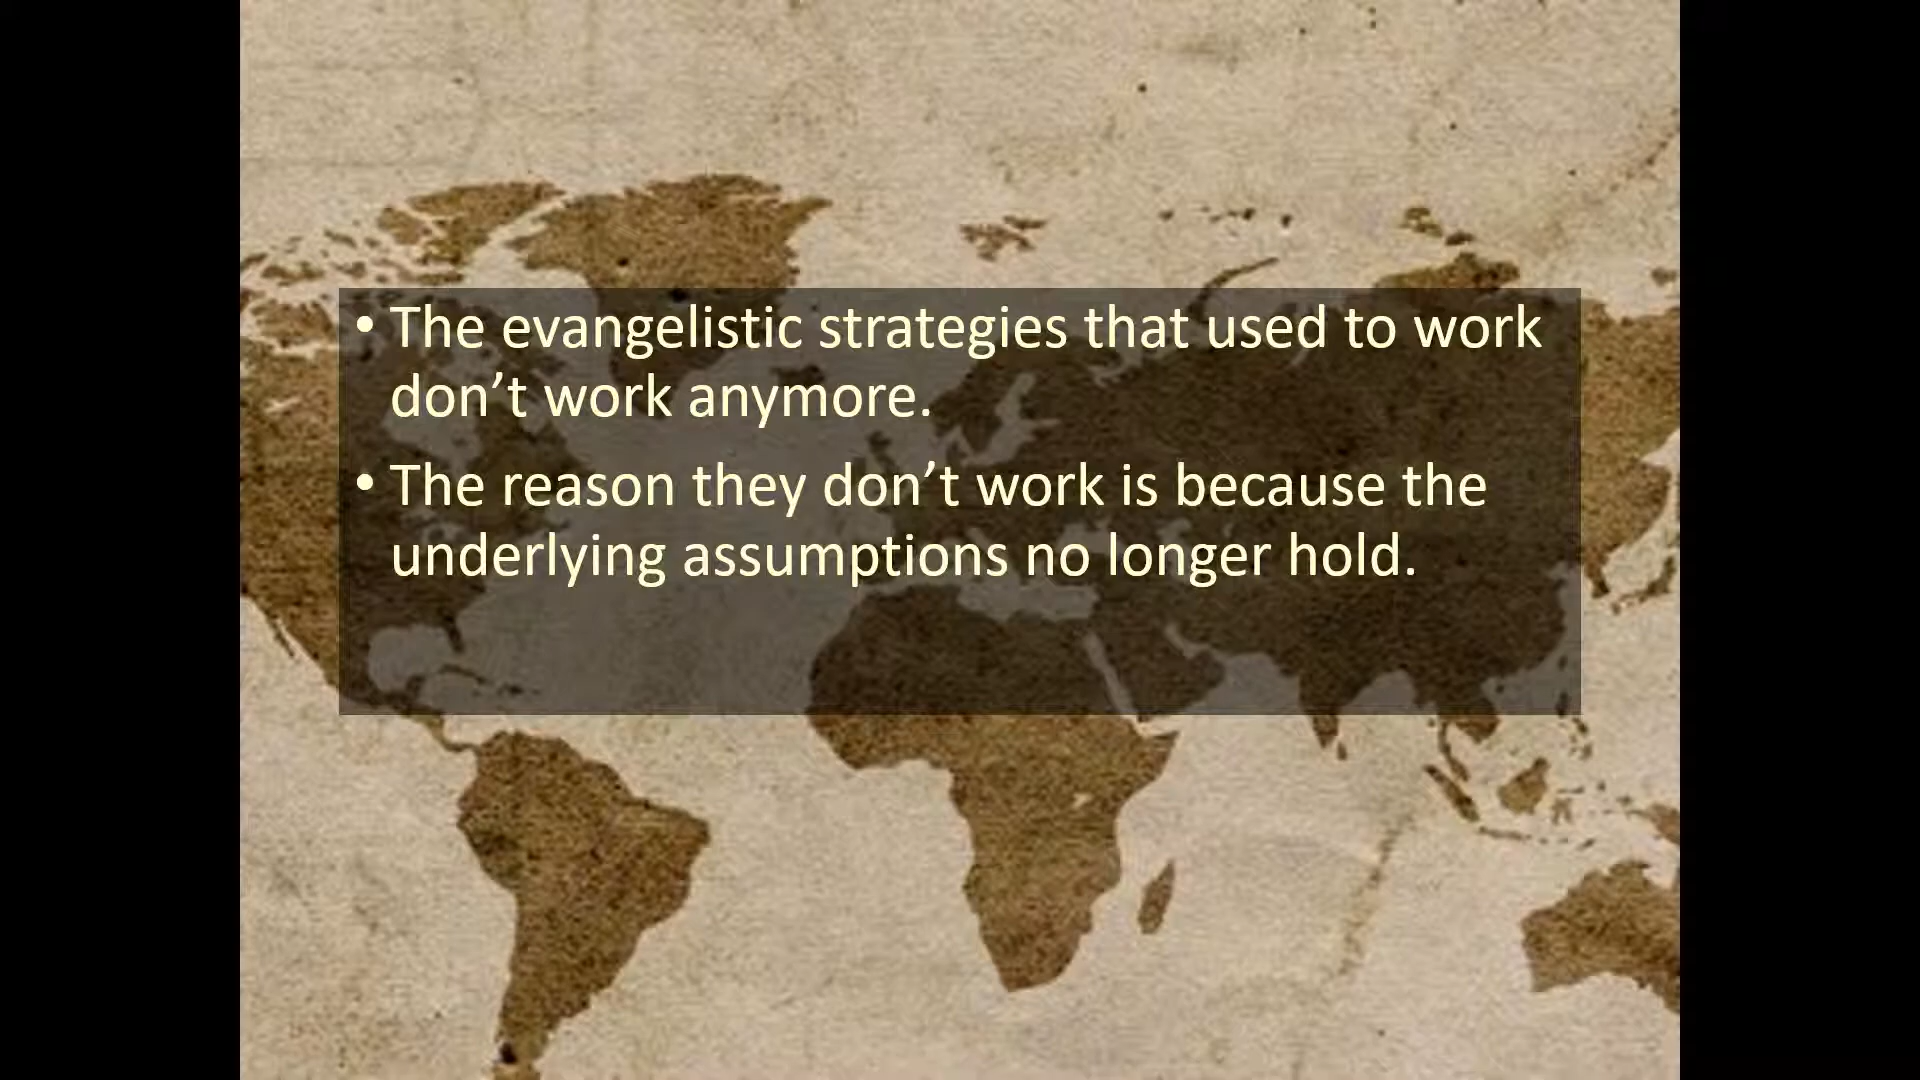 • The evangelistic strategies that used to work
don’t work anymore.
• The reason they don’t work is because the
underlying assumptions no longer hold.